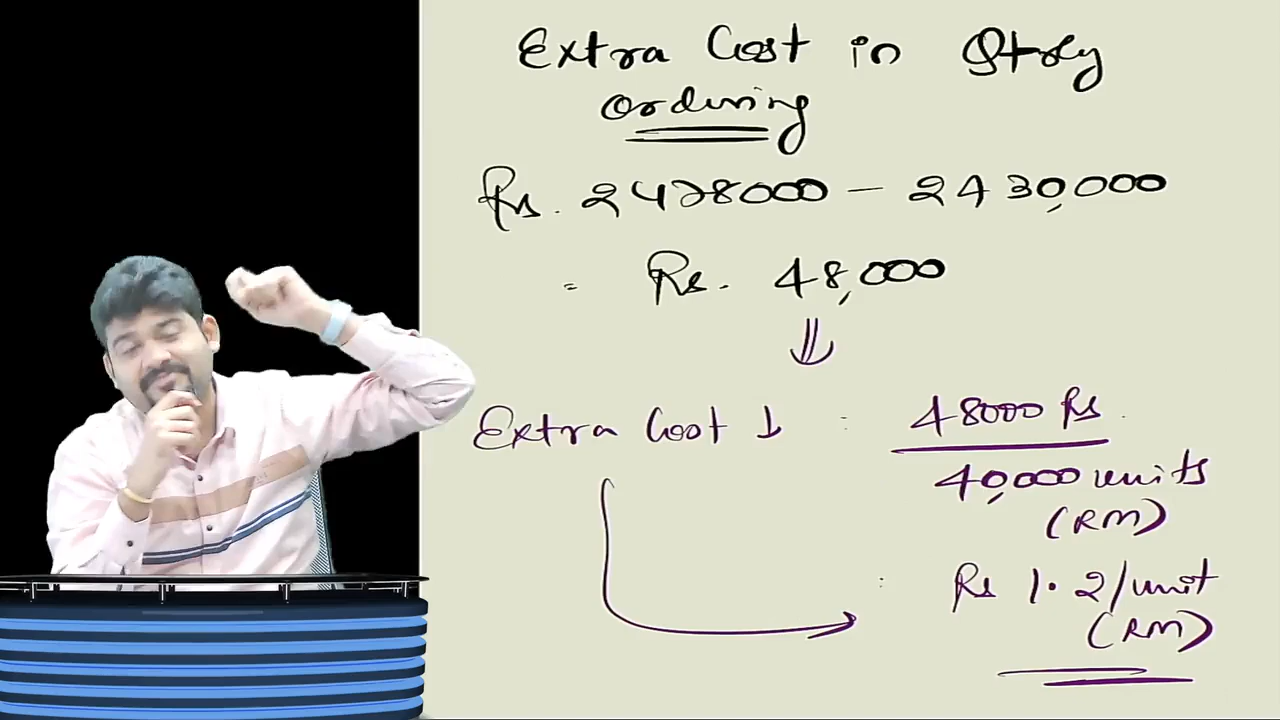 Extra Cost in Qtrly
ordering
Rs. 2478000 - 2430,000
= Rs. 48,000
Extra Cost ↓ : 48000 Rs.
40,000 units
(RM)
: Rs 1.2/unit
(RM)